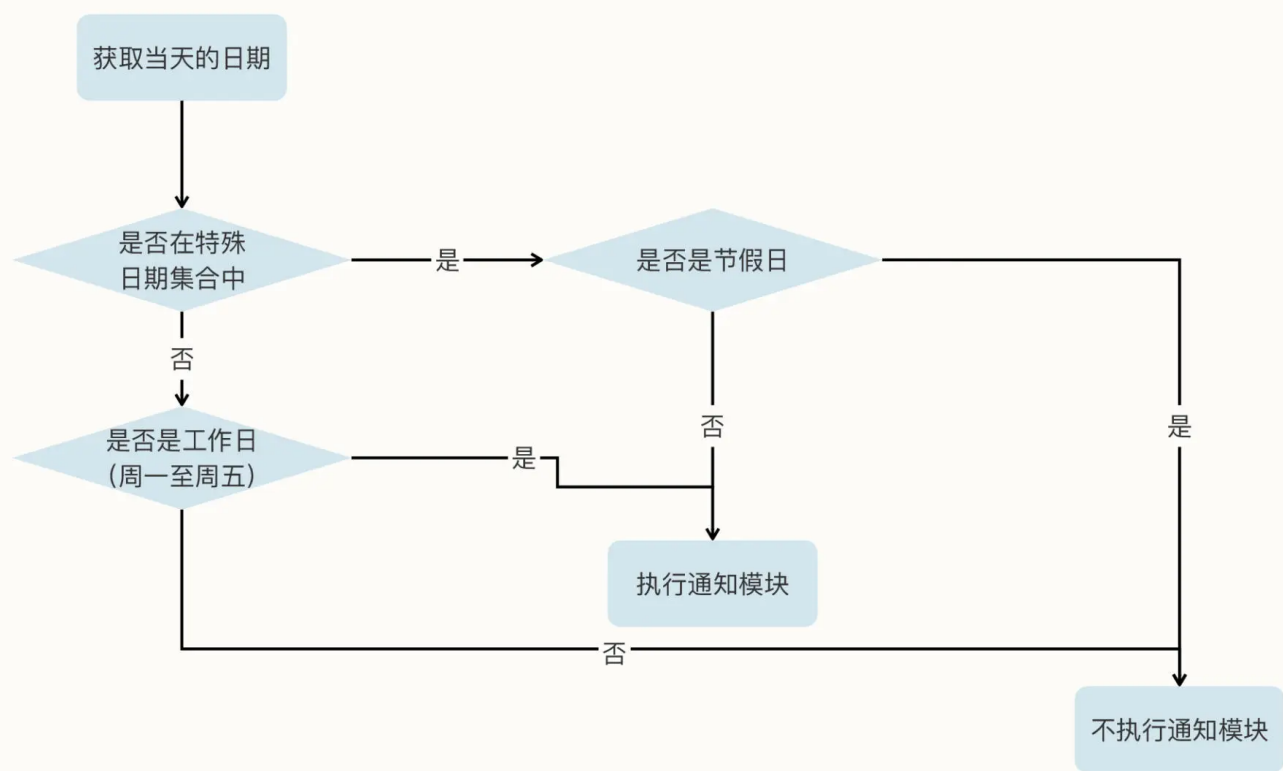 获取当天的日期
是否在特殊
日期集合中
是
是否是节假日
否
是否是工作日
（周一至周五）
是
否
是
执行通知模块
否
不执行通知模块